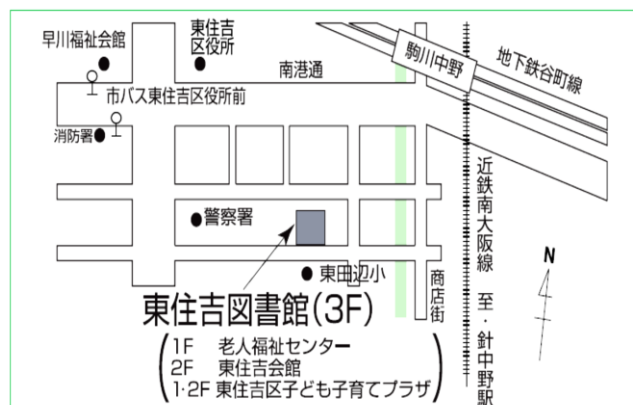 早川福祉会館
東住吉
区役所
駒川中野
地下鉄谷町線
南港通
市バス東住吉区役所前
消防署
警察署
近鉄南大阪線 至・針中野駅
N
東田辺小
商店街
東住吉図書館(3F)
1F 老人福祉センター
2F 東住吉会館
1・2F 東住吉区子ども子育てプラザ